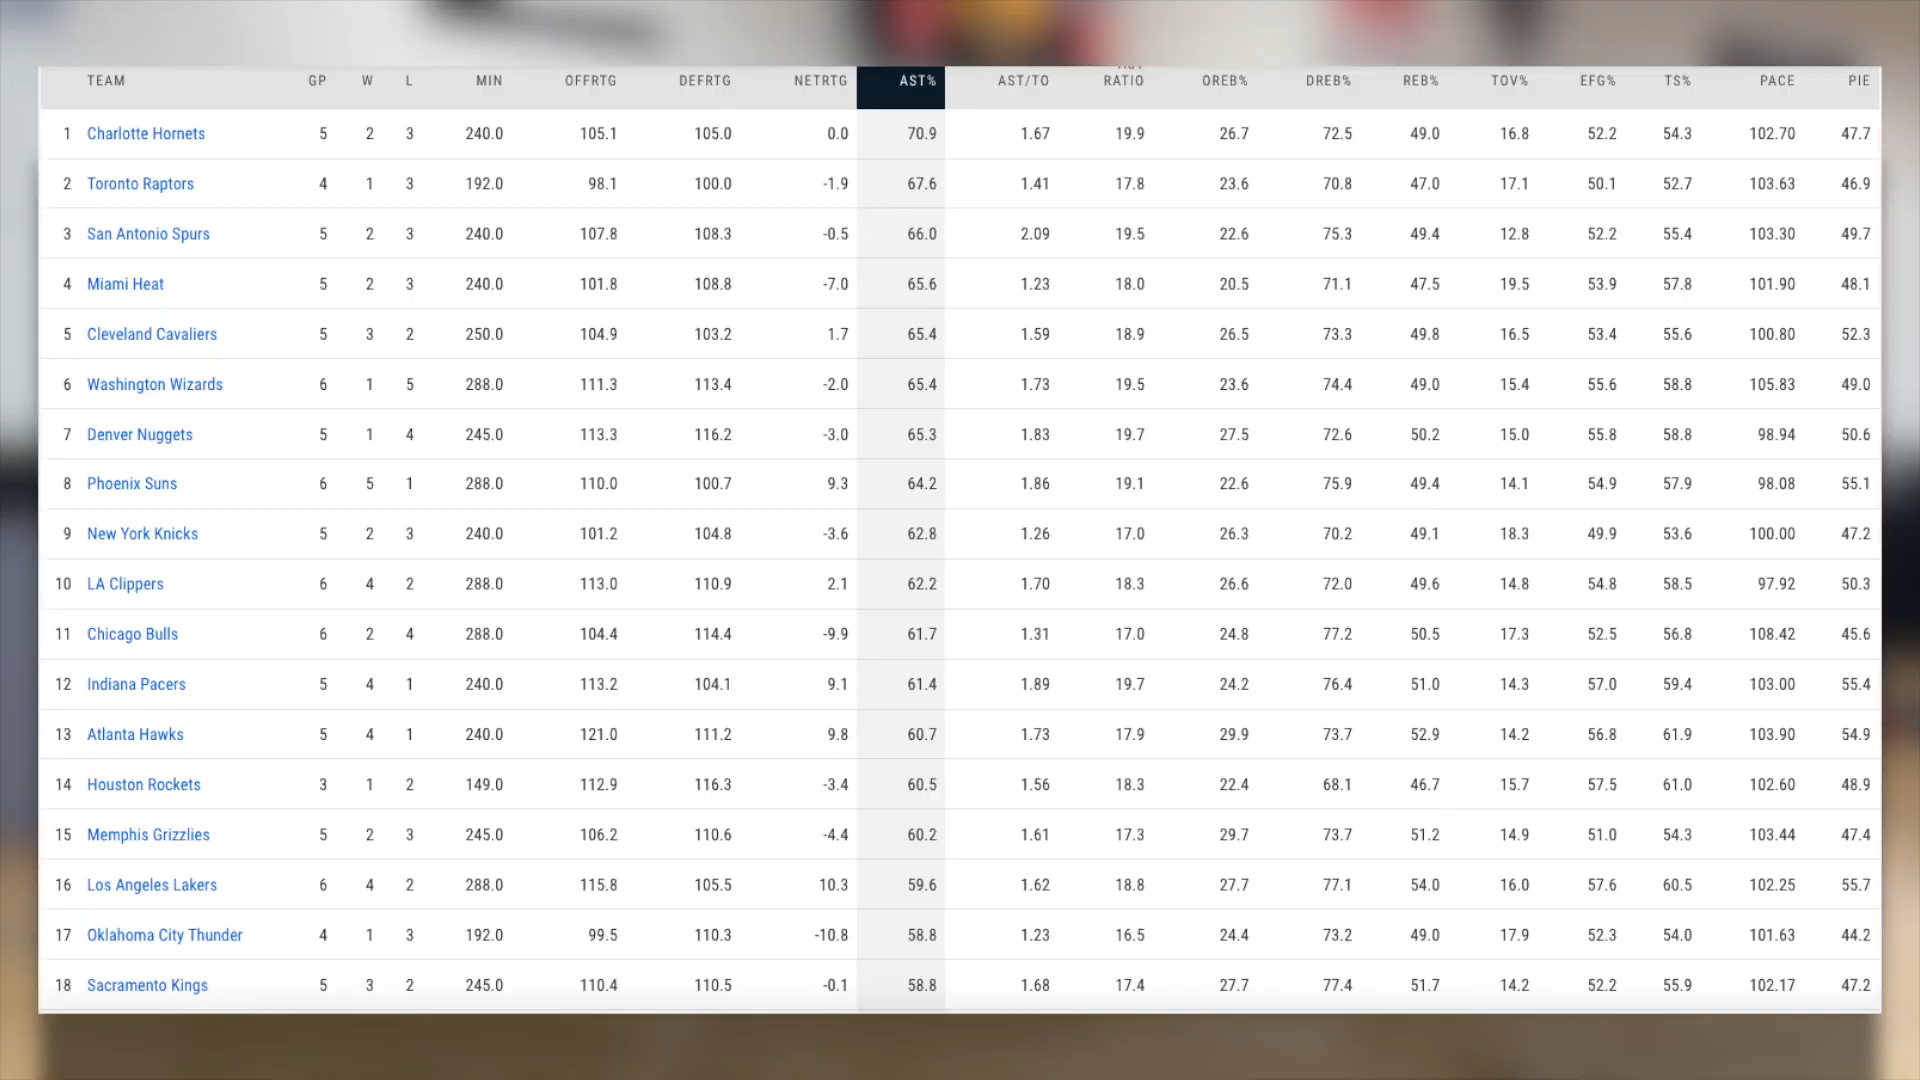 TEAM GP W L MIN OFFRTG DEFRTG NETRTG AST% AST/TO RATIO OREB% DREB% REB% TOV% EFG% TS% PACE PIE
1 Charlotte Hornets 5 2 3 240.0 105.1 105.0 0.0 70.9 1.67 19.9 26.7 72.5 49.0 16.8 52.2 54.3 102.70 47.7
2 Toronto Raptors 4 1 3 192.0 98.1 100.0 -1.9 67.6 1.41 17.8 23.6 70.8 47.0 17.1 50.1 52.7 103.63 46.9
3 San Antonio Spurs 5 2 3 240.0 107.8 108.3 -0.5 66.0 2.09 19.5 22.6 75.3 49.4 12.8 52.2 55.4 103.30 49.7
4 Miami Heat 5 2 3 240.0 101.8 108.8 -7.0 65.6 1.23 18.0 20.5 71.1 47.5 19.5 53.9 57.8 101.90 48.1
5 Cleveland Cavaliers 5 3 2 250.0 104.9 103.2 1.7 65.4 1.59 18.9 26.5 73.3 49.8 16.5 53.4 55.6 100.80 52.3
6 Washington Wizards 6 1 5 288.0 111.3 113.4 -2.0 65.4 1.73 19.5 23.6 74.4 49.0 15.4 55.6 58.8 105.83 49.0
7 Denver Nuggets 5 1 4 245.0 113.3 116.2 -3.0 65.3 1.83 19.7 27.5 72.6 50.2 15.0 55.8 58.8 98.94 50.6
8 Phoenix Suns 6 5 1 288.0 110.0 100.7 9.3 64.2 1.86 19.1 22.6 75.9 49.4 14.1 54.9 57.9 98.08 55.1
9 New York Knicks 5 2 3 240.0 101.2 104.8 -3.6 62.8 1.26 17.0 26.3 70.2 49.1 18.3 49.9 53.6 100.00 47.2
10 LA Clippers 6 4 2 288.0 113.0 110.9 2.1 62.2 1.70 18.3 26.6 72.0 49.6 14.8 54.8 58.5 97.92 50.3
11 Chicago Bulls 6 2 4 288.0 104.4 114.4 -9.9 61.7 1.31 17.0 24.8 77.2 50.5 17.3 52.5 56.8 108.42 45.6
12 Indiana Pacers 5 4 1 240.0 113.2 104.1 9.1 61.4 1.89 19.7 24.2 76.4 51.0 14.3 57.0 59.4 103.00 55.4
13 Atlanta Hawks 5 4 1 240.0 121.0 111.2 9.8 60.7 1.73 17.9 29.9 73.7 52.9 14.2 56.8 61.9 103.90 54.9
14 Houston Rockets 3 1 2 149.0 112.9 116.3 -3.4 60.5 1.56 18.3 22.4 68.1 46.7 15.7 57.5 61.0 102.60 48.9
15 Memphis Grizzlies 5 2 3 245.0 106.2 110.6 -4.4 60.2 1.61 17.3 29.7 73.7 51.2 14.9 51.0 54.3 103.44 47.4
16 Los Angeles Lakers 6 4 2 288.0 115.8 105.5 10.3 59.6 1.62 18.8 27.7 77.1 54.0 16.0 57.6 60.5 102.25 55.7
17 Oklahoma City Thunder 4 1 3 192.0 99.5 110.3 -10.8 58.8 1.23 16.5 24.4 73.2 49.0 17.9 52.3 54.0 101.63 44.2
18 Sacramento Kings 5 3 2 245.0 110.4 110.5 -0.1 58.8 1.68 17.4 27.7 77.4 51.7 14.2 52.2 55.9 102.17 47.2